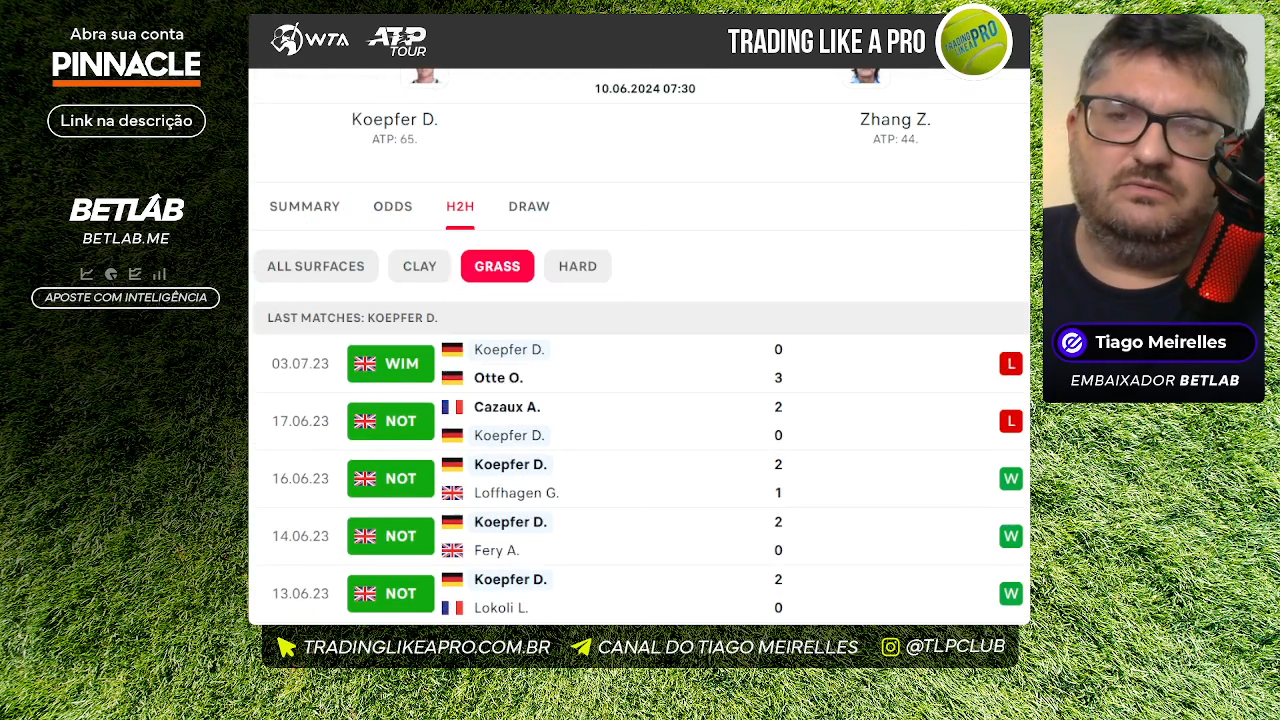 Abra sua conta
PINNACLE
Link na descrição
BETLAB
BETLAB.ME
APOSTE COM INTELIGÊNCIA
WTA
ATP
TOUR
TRADING LIKE A PRO
TRADING
LIKE A PRO
10.06.2024 07:30
Koepfer D.
ATP: 65.
Zhang Z.
ATP: 44.
SUMMARY ODDS H2H DRAW
ALL SURFACES CLAY GRASS HARD
LAST MATCHES: KOEPFER D.
03.07.23 WIM Koepfer D. 0
Otte O. 3 L
17.06.23 NOT Cazaux A. 2
Koepfer D. 0 L
16.06.23 NOT Koepfer D. 2
Loffhagen G. 1 W
14.06.23 NOT Koepfer D. 2
Fery A. 0 W
13.06.23 NOT Koepfer D. 2
Lokoli L. 0 W
Tiago Meirelles
EMBAIXADOR BETLAB
TRADINGLIKEAPRO.COM.BR CANAL DO TIAGO MEIRELLES @TLPCLUB